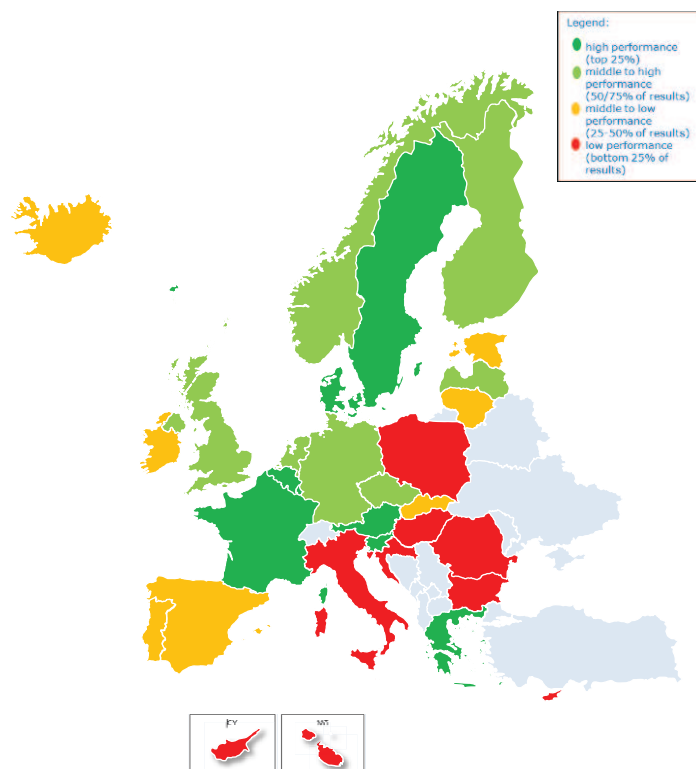 Legend:
high performance
(top 25%)
middle to high
performance
(50/75% of results)
middle to low
performance
(25-50% of results)
low performance
(bottom 25% of
results)
CY